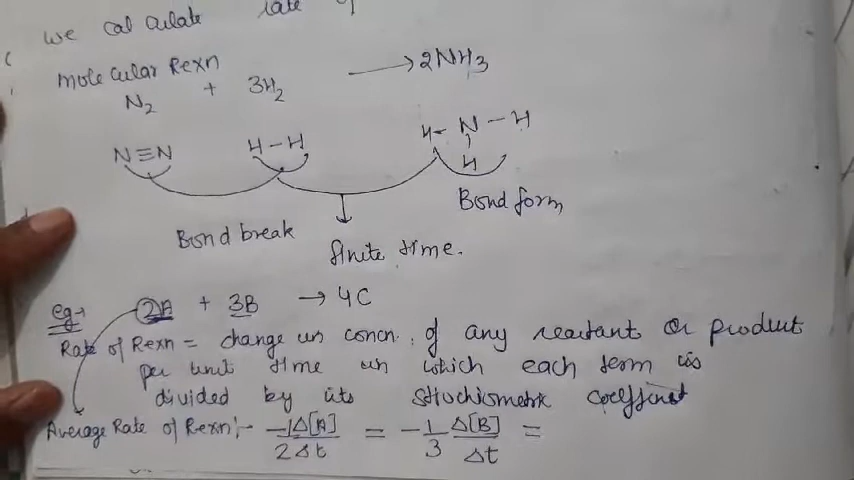 we calculate rate of
molecular Rexn
N2 + 3H2 → 2NH3
N≡N H-H H-N-H
H
Bond break Bond form
finite time.
eg→ 2A + 3B → 4C
Rate of Rexn = change in concn. of any reactant or product
per unit time in which each term is
divided by its stiochismetric coefficient
Average Rate of Rexn:- -1Δ[A]/2Δt = -1/3 Δ[B]/Δt =